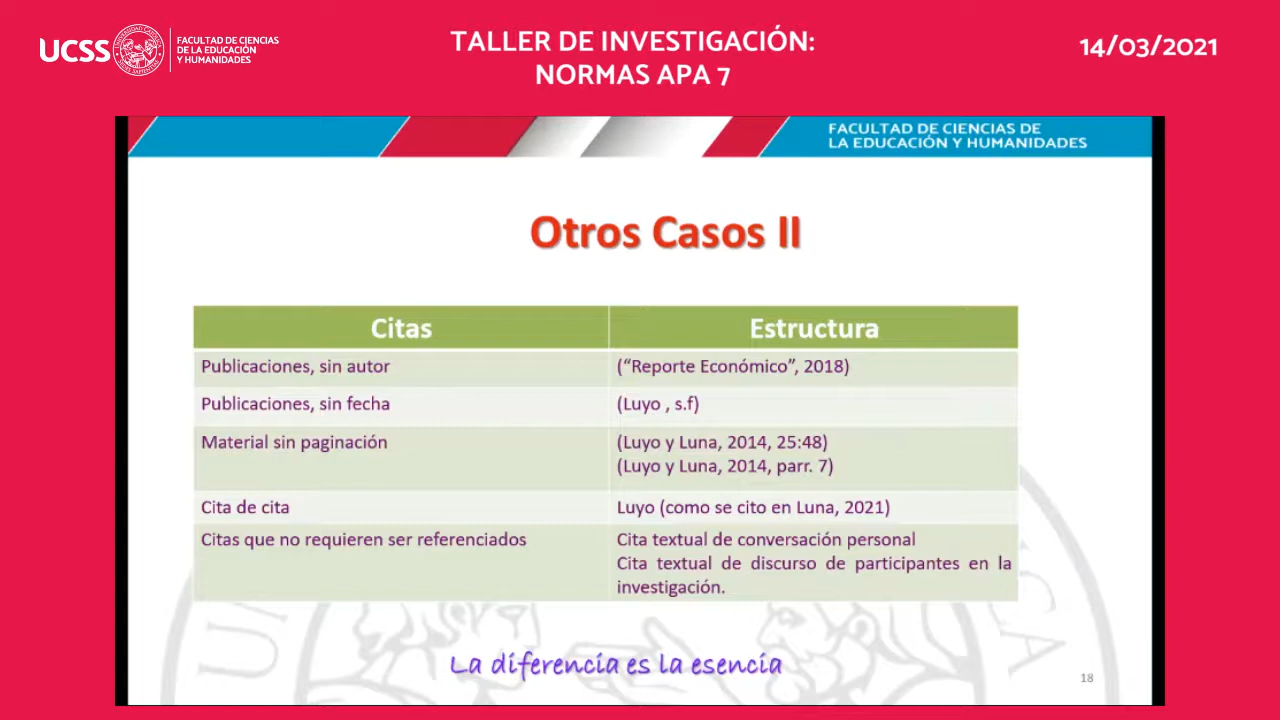 UCSS
FACULTAD DE CIENCIAS
DE LA EDUCACIÓN
Y HUMANIDADES
TALLER DE INVESTIGACIÓN:
NORMAS APA 7
14/03/2021
FACULTAD DE CIENCIAS DE
LA EDUCACIÓN Y HUMANIDADES
Otros Casos II
Citas
Estructura
Publicaciones, sin autor
(“Reporte Económico”, 2018)
Publicaciones, sin fecha
(Luyo , s.f)
Material sin paginación
(Luyo y Luna, 2014, 25:48)
(Luyo y Luna, 2014, parr. 7)
Cita de cita
Luyo (como se cito en Luna, 2021)
Citas que no requieren ser referenciados
Cita textual de conversación personal
Cita textual de discurso de participantes en la
investigación.
La diferencia es la esencia
18